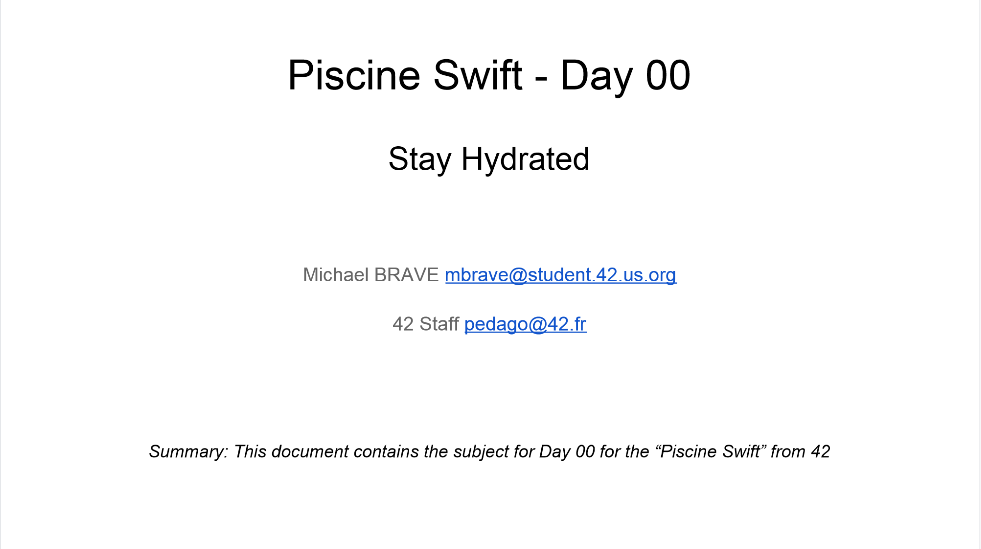 Piscine Swift - Day 00
Stay Hydrated
Michael BRAVE mbrave@student.42.us.org
42 Staff pedago@42.fr
Summary: This document contains the subject for Day 00 for the “Piscine Swift” from 42